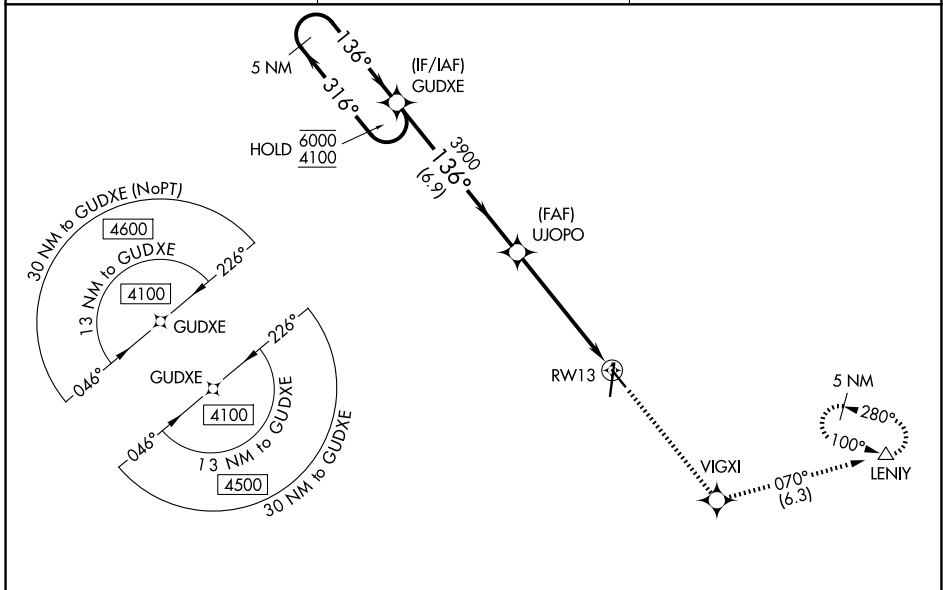 136°
5 NM
316°
(IF/IAF)
GUDXE
HOLD
6000
4100
3900
136°
(6.9)
(FAF)
UJOPO
30 NM to GUDXE (NoPT)
4600
13 NM to GUDXE
4100
226°
GUDXE
046°
226°
GUDXE
4100
046°
13 NM to GUDXE
4500
30 NM to GUDXE
RW13
5 NM
280°
100°
LENIY
VIGXI
070°
(6.3)